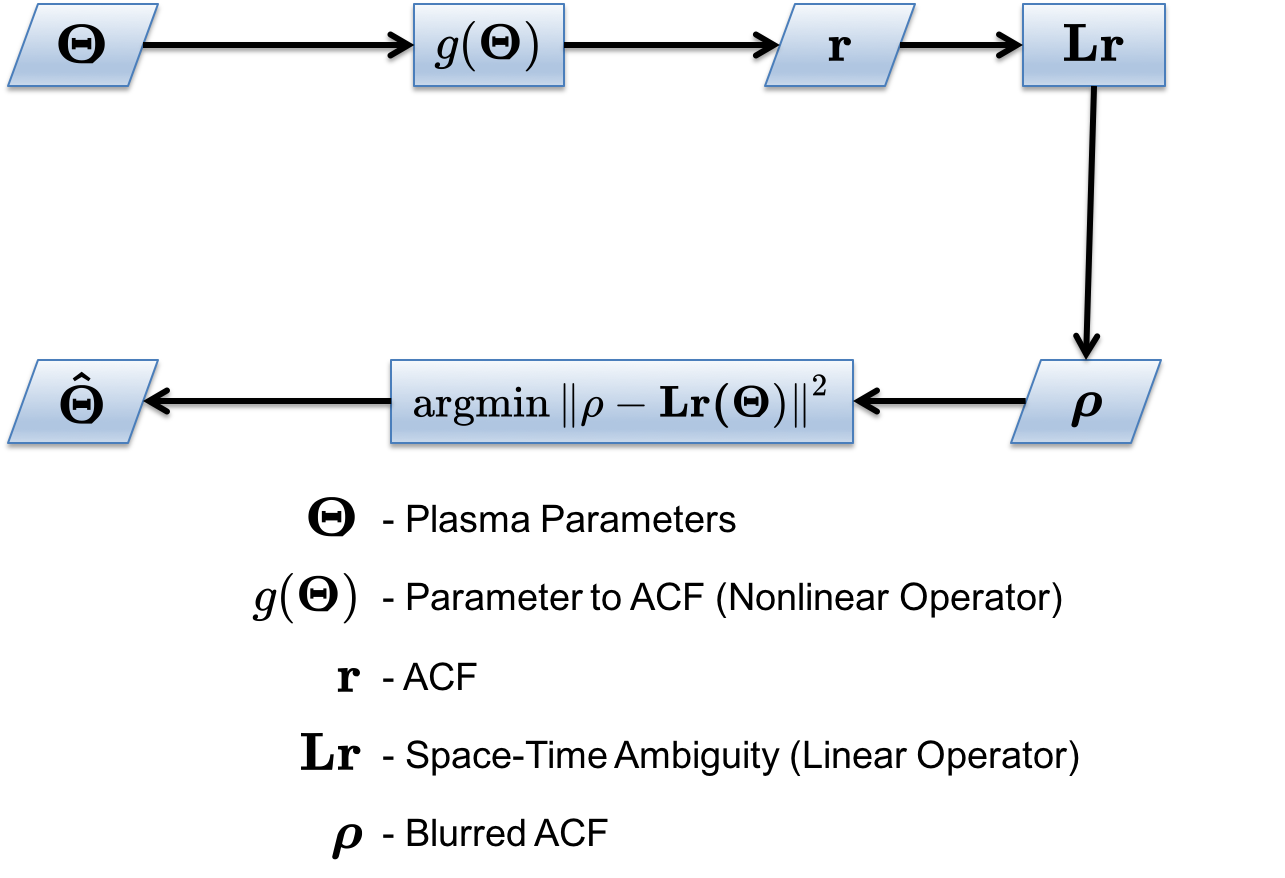 Θ g(Θ) r Lr
Θ̂ argmin ‖ρ − Lr(Θ)‖² ρ
Θ - Plasma Parameters
g(Θ) - Parameter to ACF (Nonlinear Operator)
r - ACF
Lr - Space-Time Ambiguity (Linear Operator)
ρ - Blurred ACF